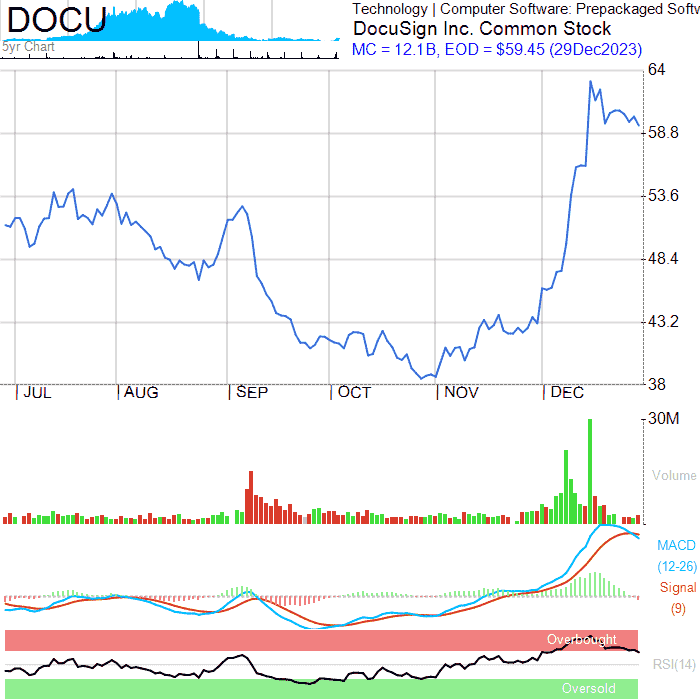 DOCU
5yr Chart
Technology | Computer Software: Prepackaged Softw
DocuSign Inc. Common Stock
MC = 12.1B, EOD = $59.45 (29Dec2023)
64
58.8
53.6
48.4
43.2
38
JUL AUG SEP OCT NOV DEC
30M
Volume
MACD
(12-26)
Signal
(9)
Overbought
RSI(14)
Oversold